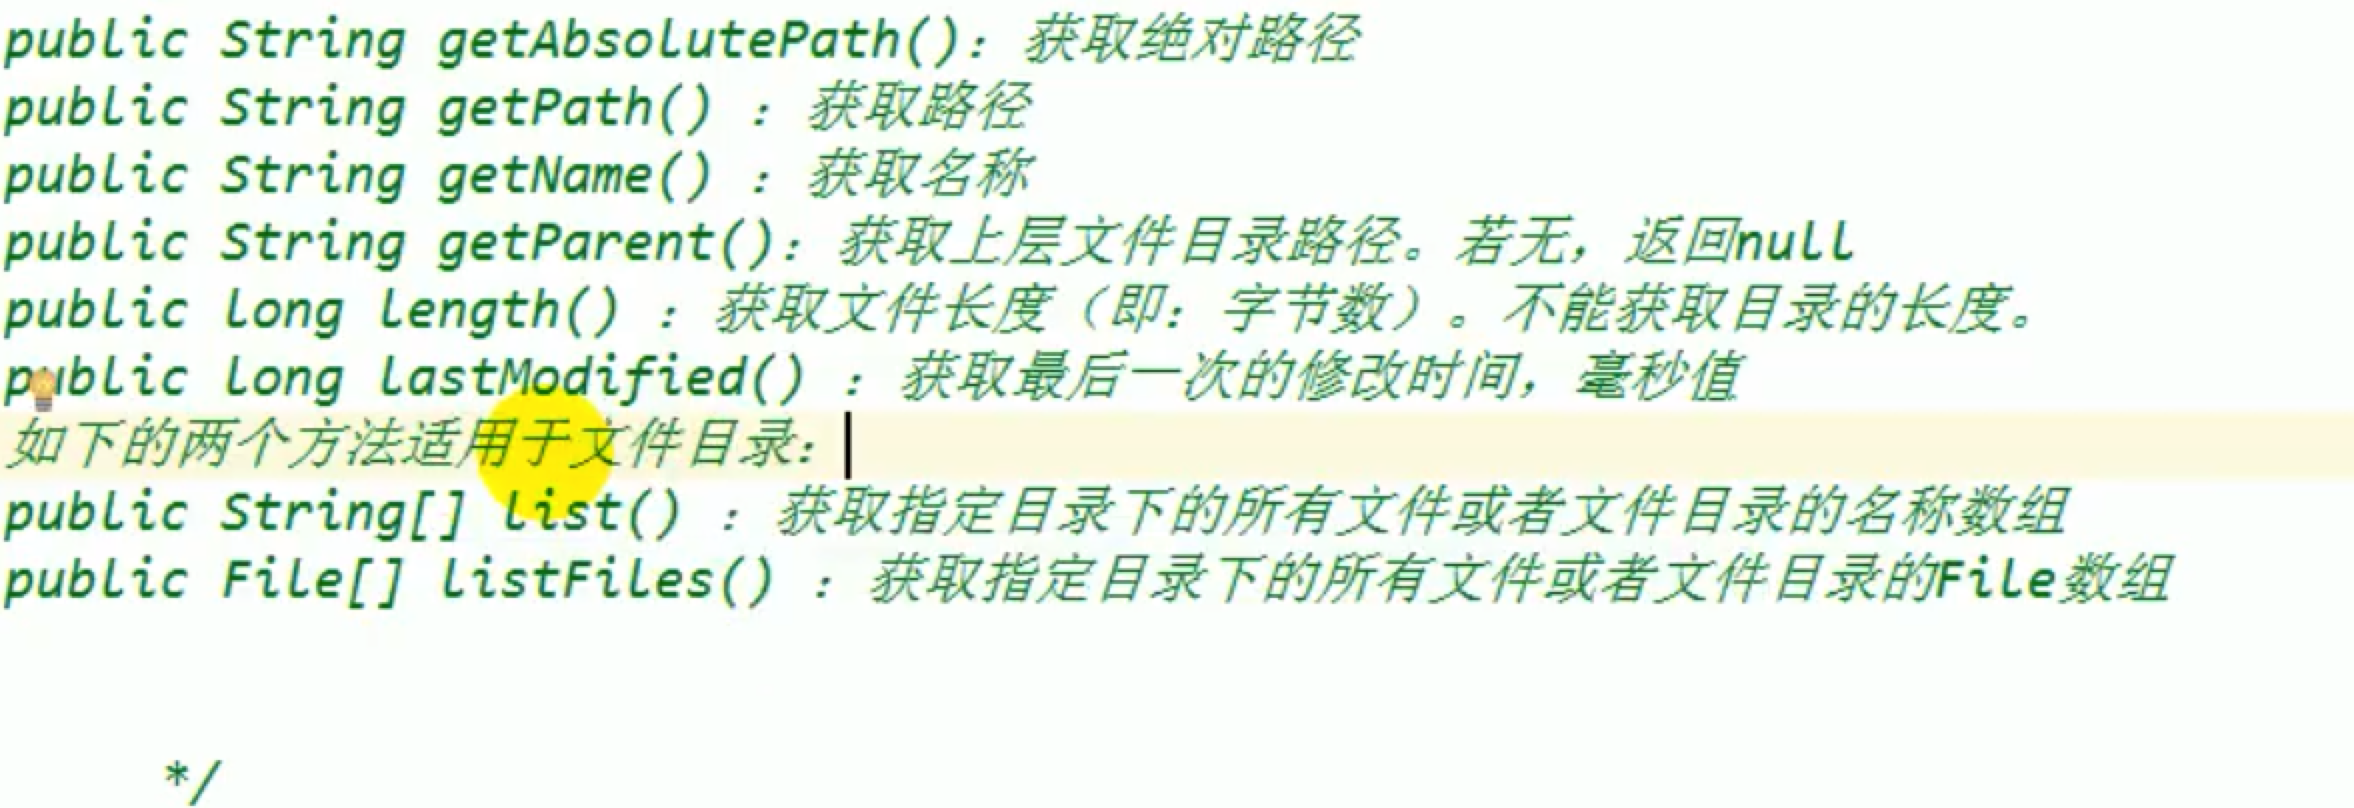 public String getAbsolutePath(): 获取绝对路径
public String getPath() : 获取路径
public String getName() : 获取名称
public String getParent(): 获取上层文件目录路径。若无，返回null
public long length() : 获取文件长度（即：字节数）。不能获取目录的长度。
public long lastModified() : 获取最后一次的修改时间，毫秒值
如下的两个方法适用于文件目录：
public String[] list() : 获取指定目录下的所有文件或者文件目录的名称数组
public File[] listFiles() : 获取指定目录下的所有文件或者文件目录的File数组
*/